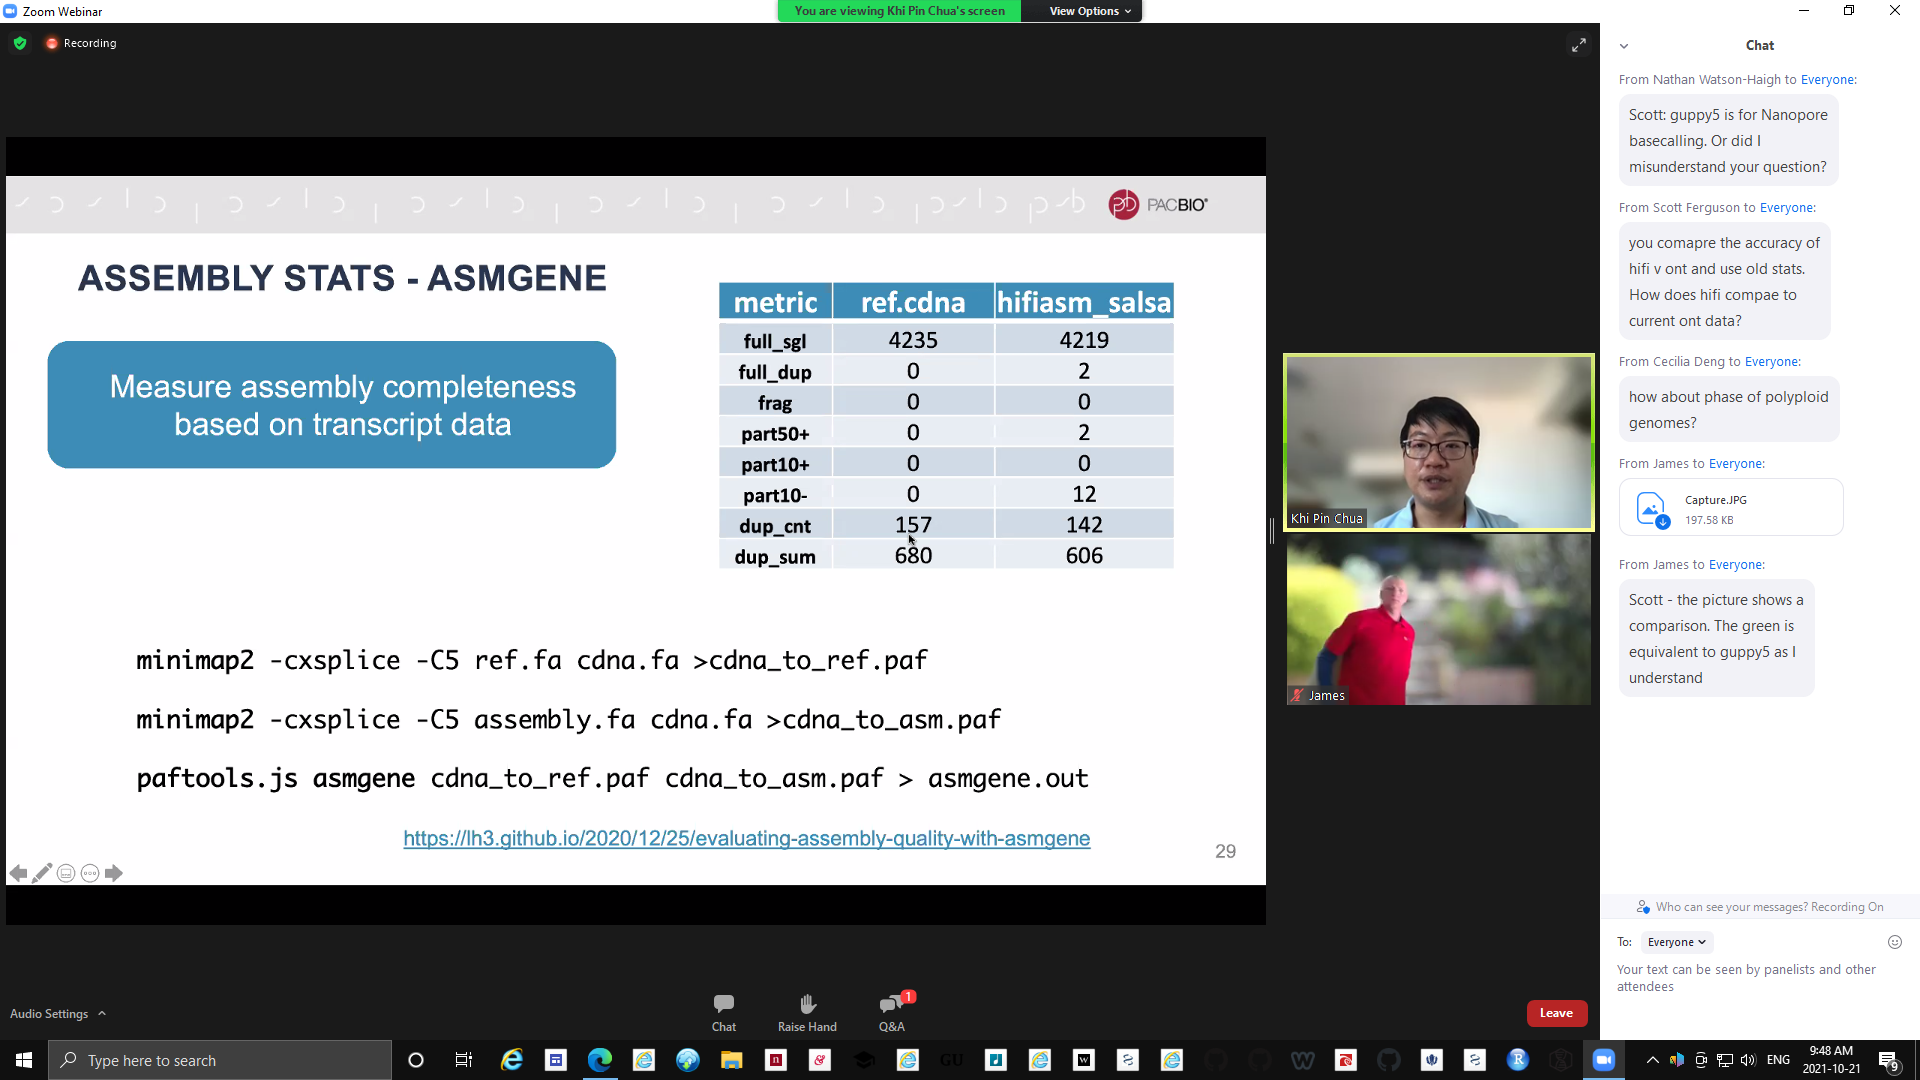 Zoom Webinar
You are viewing Khi Pin Chua's screen
View Options
Recording
PACBIO
ASSEMBLY STATS - ASMGENE
Measure assembly completeness
based on transcript data
metric ref.cdna hifiasm_salsa
full_sgl 4235 4219
full_dup 0 2
frag 0 0
part50+ 0 2
part10+ 0 0
part10- 0 12
dup_cnt 157 142
dup_sum 680 606
minimap2 -cxsplice -C5 ref.fa cdna.fa >cdna_to_ref.paf
minimap2 -cxsplice -C5 assembly.fa cdna.fa >cdna_to_asm.paf
paftools.js asmgene cdna_to_ref.paf cdna_to_asm.paf > asmgene.out
https://lh3.github.io/2020/12/25/evaluating-assembly-quality-with-asmgene
29
Khi Pin Chua
James
Chat
From Nathan Watson-Haigh to Everyone:
Scott: guppy5 is for Nanopore
basecalling. Or did I
misunderstand your question?
From Scott Ferguson to Everyone:
you comapre the accuracy of
hifi v ont and use old stats.
How does hifi compae to
current ont data?
From Cecilia Deng to Everyone:
how about phase of polyploid
genomes?
From James to Everyone:
Capture.JPG
197.58 KB
From James to Everyone:
Scott - the picture shows a
comparison. The green is
equivalent to guppy5 as I
understand
Who can see your messages? Recording On
To: Everyone
Your text can be seen by panelists and other
attendees
Audio Settings
Chat
Raise Hand
1
Q&A
Leave
Type here to search
GU
ENG
9:48 AM
2021-10-21
9